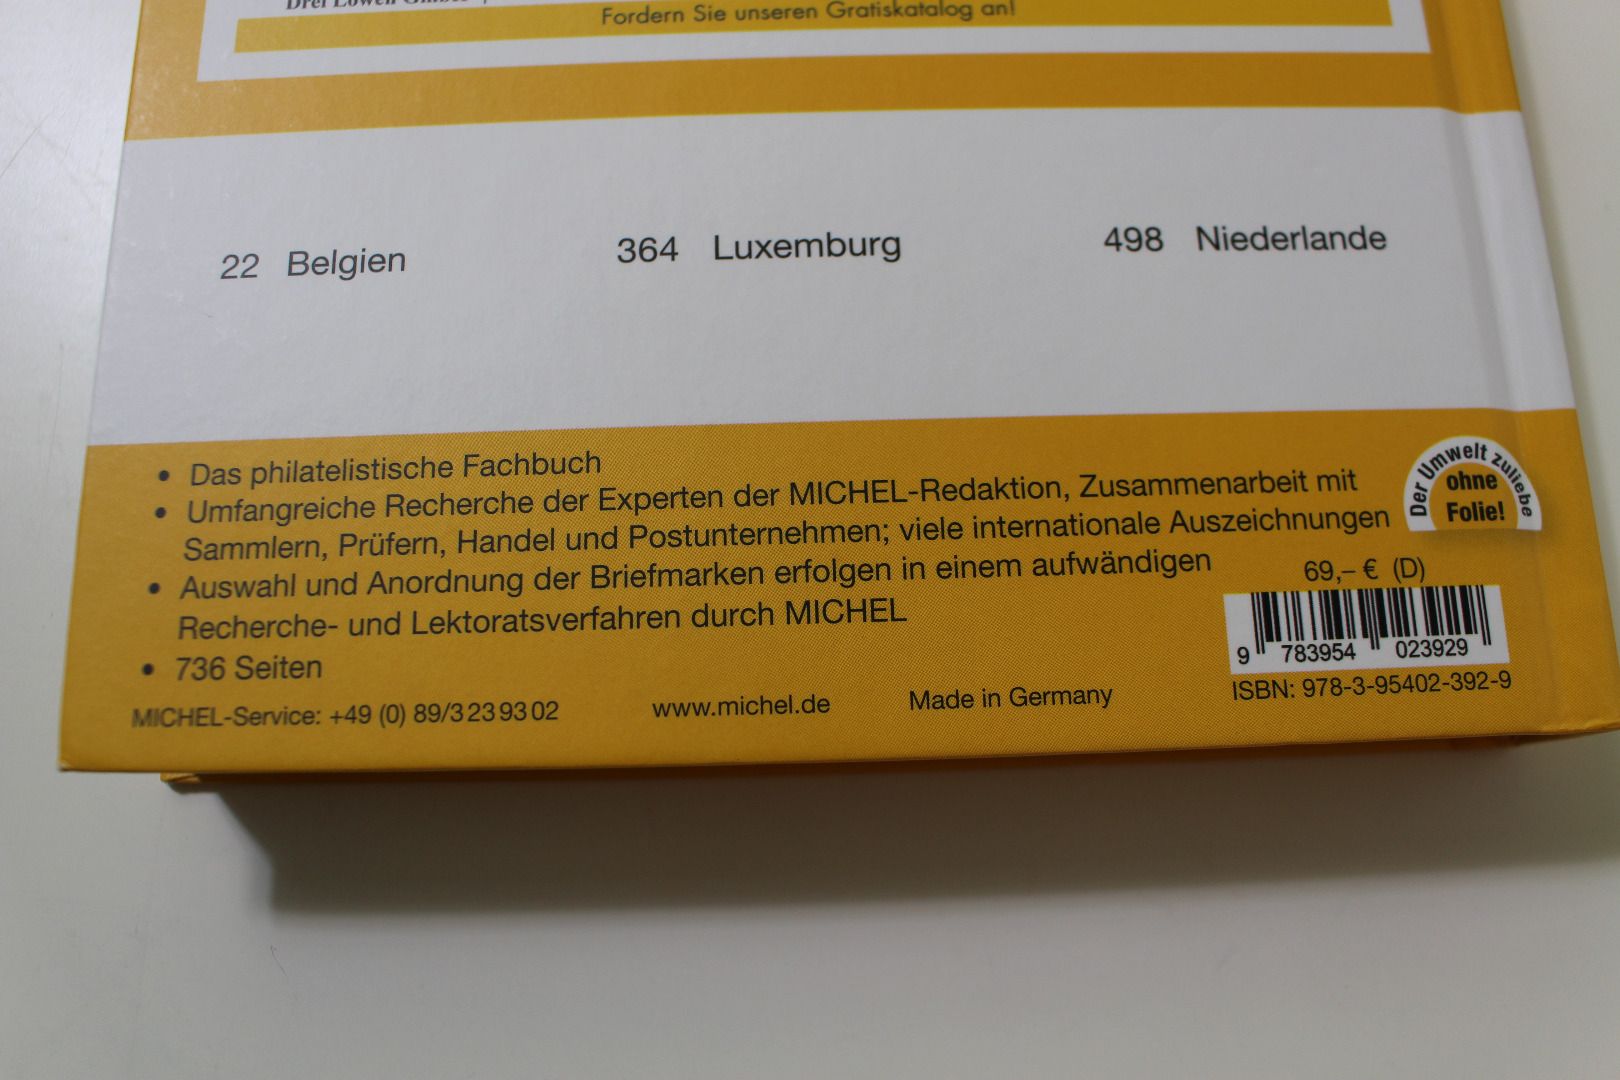 Drei Löwen GmbH
Fordern Sie unseren Gratiskatalog an!
22 Belgien 364 Luxemburg 498 Niederlande
• Das philatelistische Fachbuch
• Umfangreiche Recherche der Experten der MICHEL-Redaktion, Zusammenarbeit mit
Sammlern, Prüfern, Handel und Postunternehmen; viele internationale Auszeichnungen
• Auswahl und Anordnung der Briefmarken erfolgen in einem aufwändigen
Recherche- und Lektoratsverfahren durch MICHEL
• 736 Seiten
MICHEL-Service: +49 (0) 89/3 23 93 02 www.michel.de Made in Germany
Der Umwelt zuliebe
ohne
Folie!
69,– € (D)
9 783954 023929
ISBN: 978-3-95402-392-9